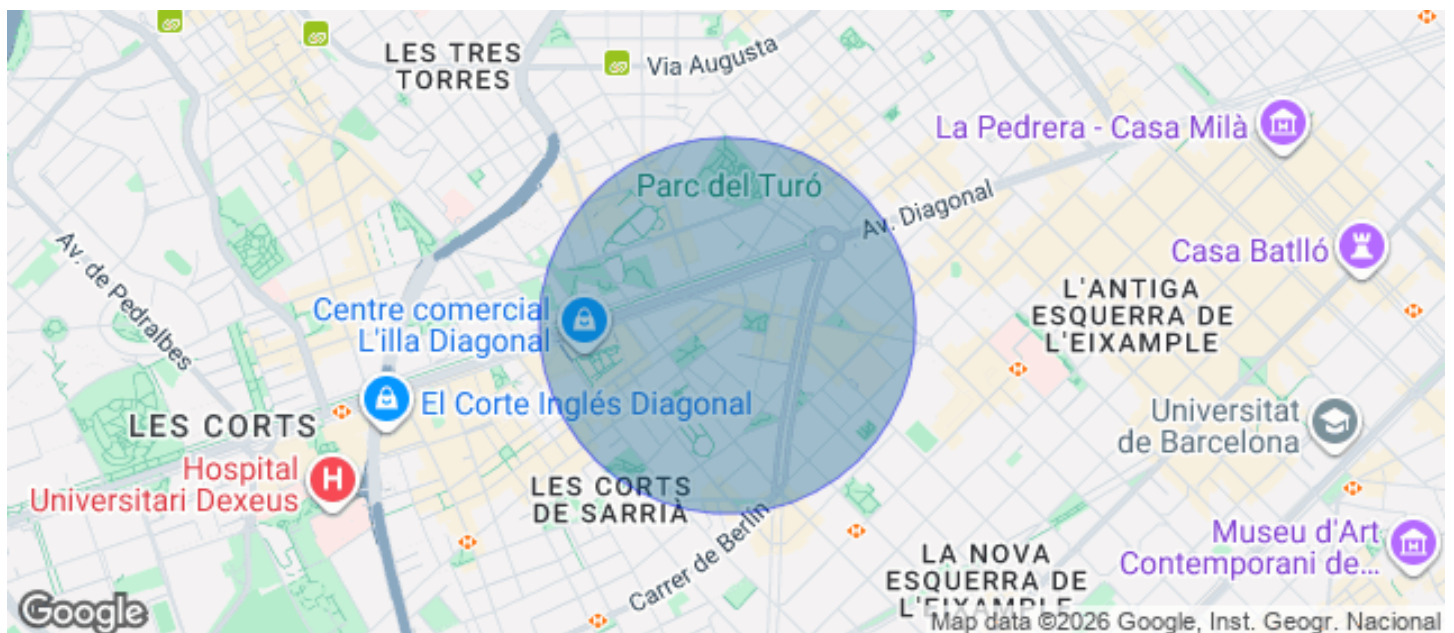 LES TRES
TORRES
Via Augusta
La Pedrera - Casa Milà
Parc del Turó
Av. Diagonal
Av. de Pedralbes
Casa Batlló
L'ANTIGA
ESQUERRA DE
L'EIXAMPLE
Centre comercial
L'illa Diagonal
El Corte Inglés Diagonal
LES CORTS
Universitat
de Barcelona
Hospital
Universitari Dexeus
LES CORTS
DE SARRIÀ
Carrer de Berlín
Museu d'Art
Contemporani de...
LA NOVA
ESQUERRA DE
L'EIXAMPLE
Google
Map data ©2026 Google, Inst. Geogr. Nacional